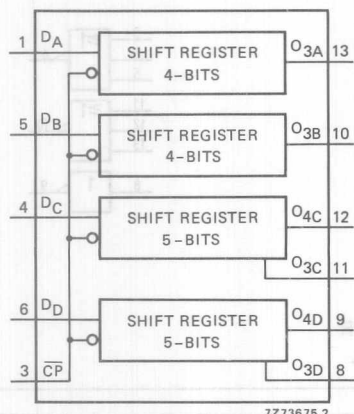 1 DA
SHIFT REGISTER
4-BITS
O3A 13
5 DB
SHIFT REGISTER
4-BITS
O3B 10
4 DC
SHIFT REGISTER
5-BITS
O4C 12
O3C 11
6 DD
SHIFT REGISTER
5-BITS
O4D 9
3 C̅P̅
O3D 8
7Z73675.2